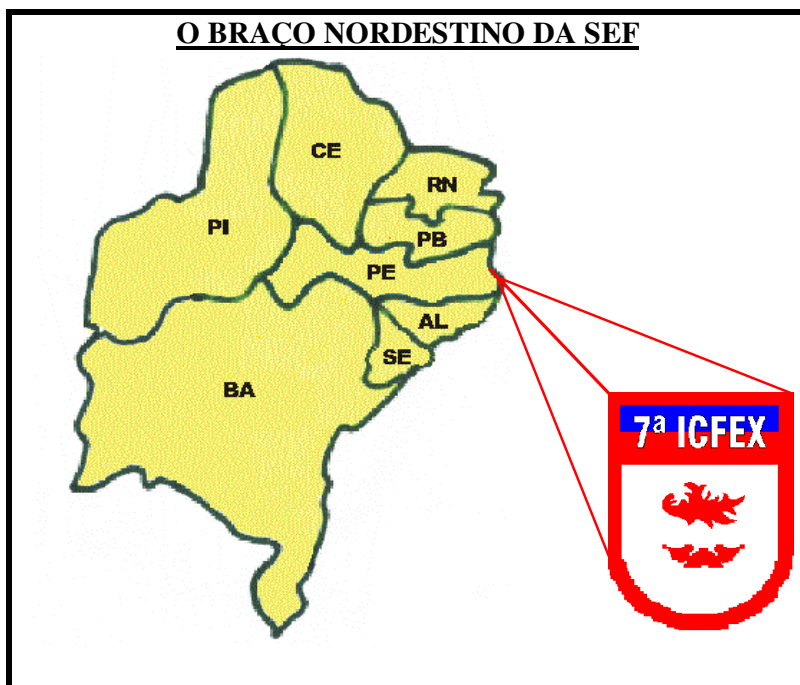 O BRAÇO NORDESTINO DA SEF
CE
RN
PI
PB
PE
AL
SE
BA
7ª ICFEX